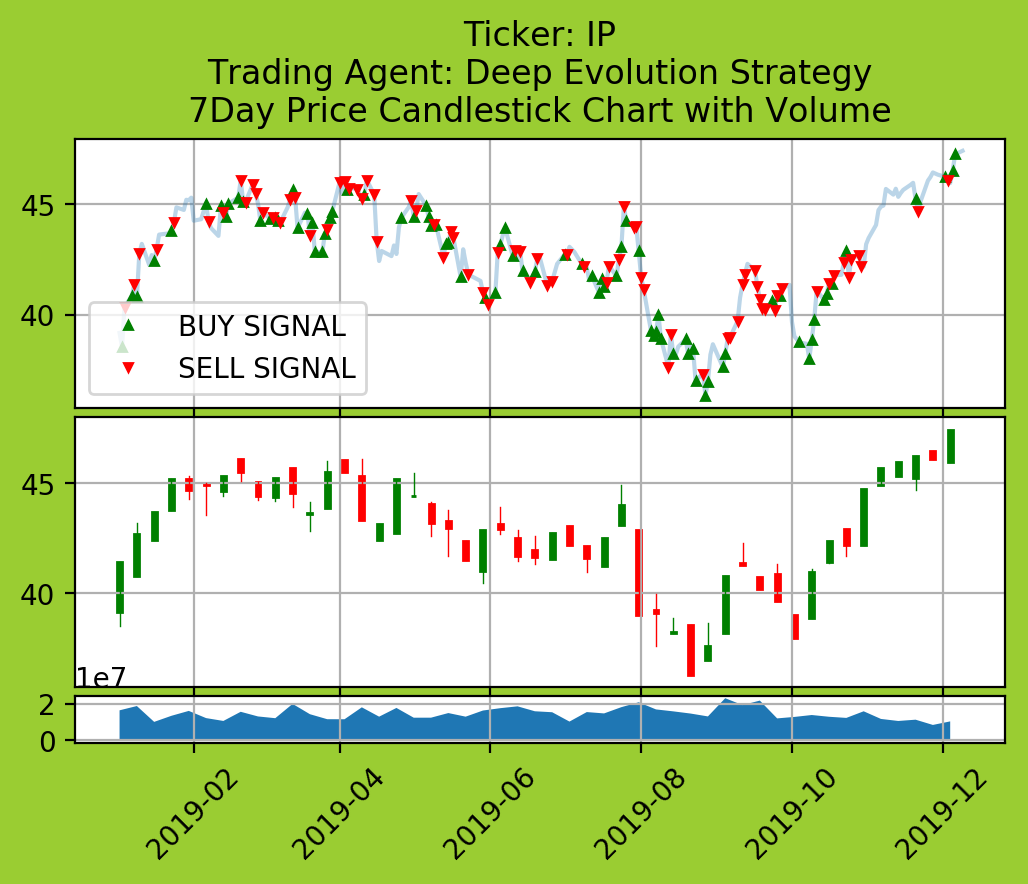 Ticker: IP
Trading Agent: Deep Evolution Strategy
7Day Price Candlestick Chart with Volume
45
40
BUY SIGNAL
SELL SIGNAL
45
40
1e7
2
0
2019-02
2019-04
2019-06
2019-08
2019-10
2019-12